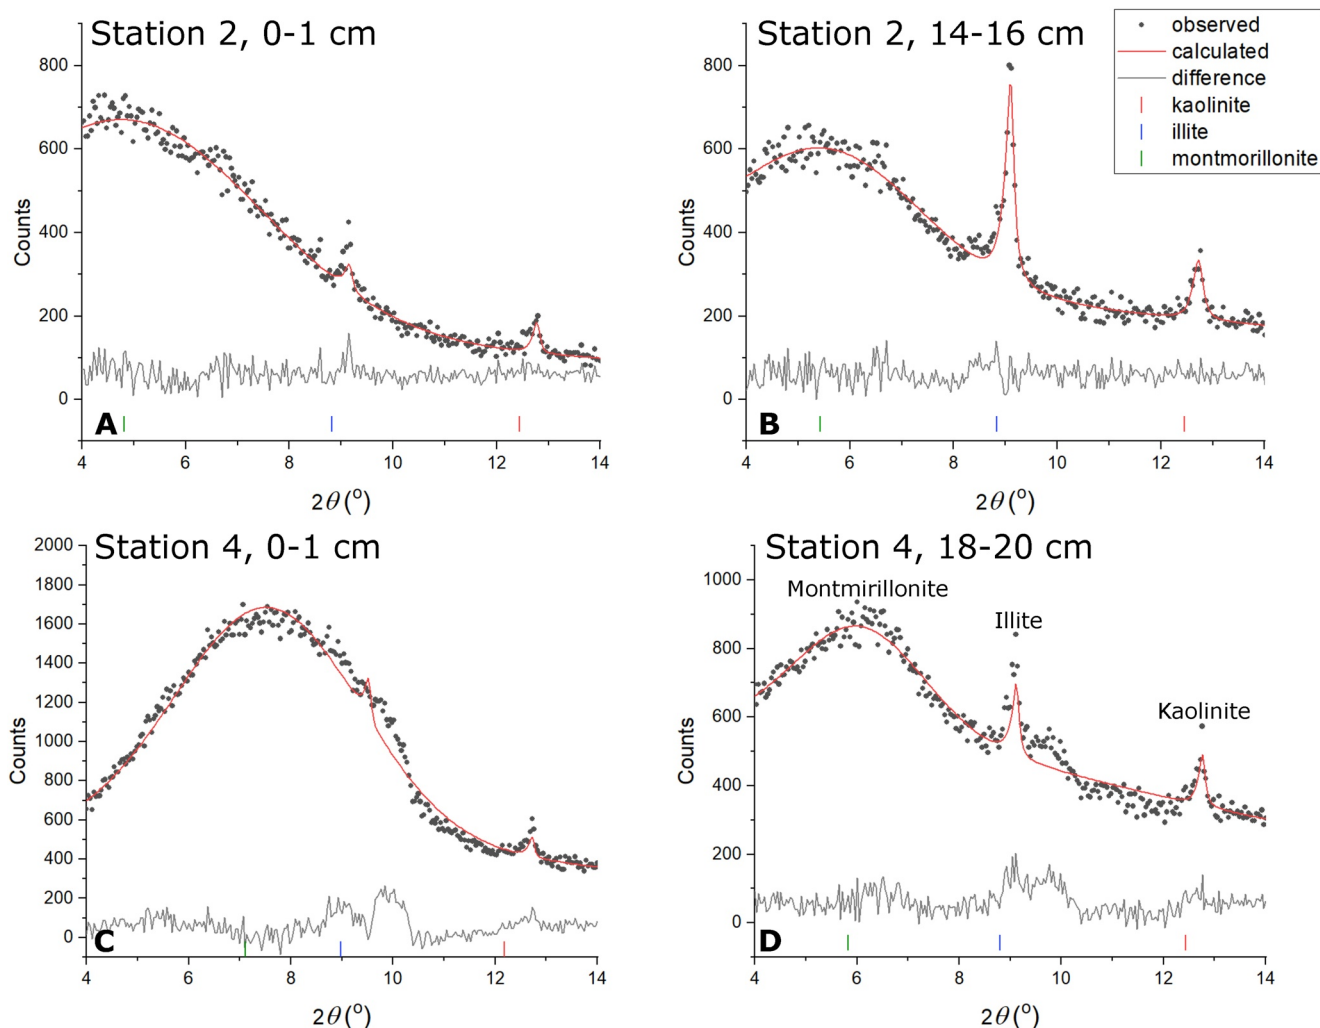 Station 2, 0-1 cm
800
600
400
200
0
Counts
A
4 6 8 10 12 14
2θ (o)
Station 2, 14-16 cm
800
600
400
200
0
Counts
B
4 6 8 10 12 14
2θ (o)
observed
calculated
difference
kaolinite
illite
montmorillonite
Station 4, 0-1 cm
2000
1800
1600
1400
1200
1000
800
600
400
200
0
Counts
C
4 6 8 10 12 14
2θ (o)
Station 4, 18-20 cm
Montmirillonite
Illite
Kaolinite
1000
800
600
400
200
0
Counts
D
4 6 8 10 12 14
2θ (o)